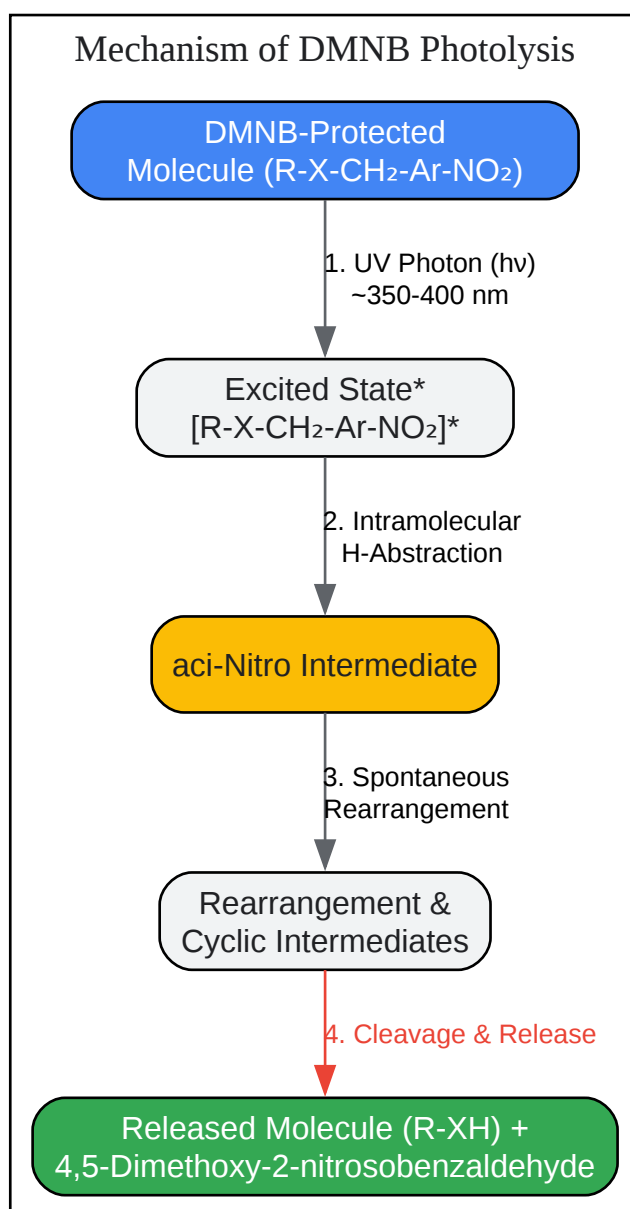 Mechanism of DMNB Photolysis
DMNB-Protected
Molecule (R-X-CH₂-Ar-NO₂)
1. UV Photon (hν)
~350-400 nm
Excited State*
[R-X-CH₂-Ar-NO₂]*
2. Intramolecular
H-Abstraction
aci-Nitro Intermediate
3. Spontaneous
Rearrangement
Rearrangement &
Cyclic Intermediates
4. Cleavage & Release
Released Molecule (R-XH) +
4,5-Dimethoxy-2-nitrosobenzaldehyde